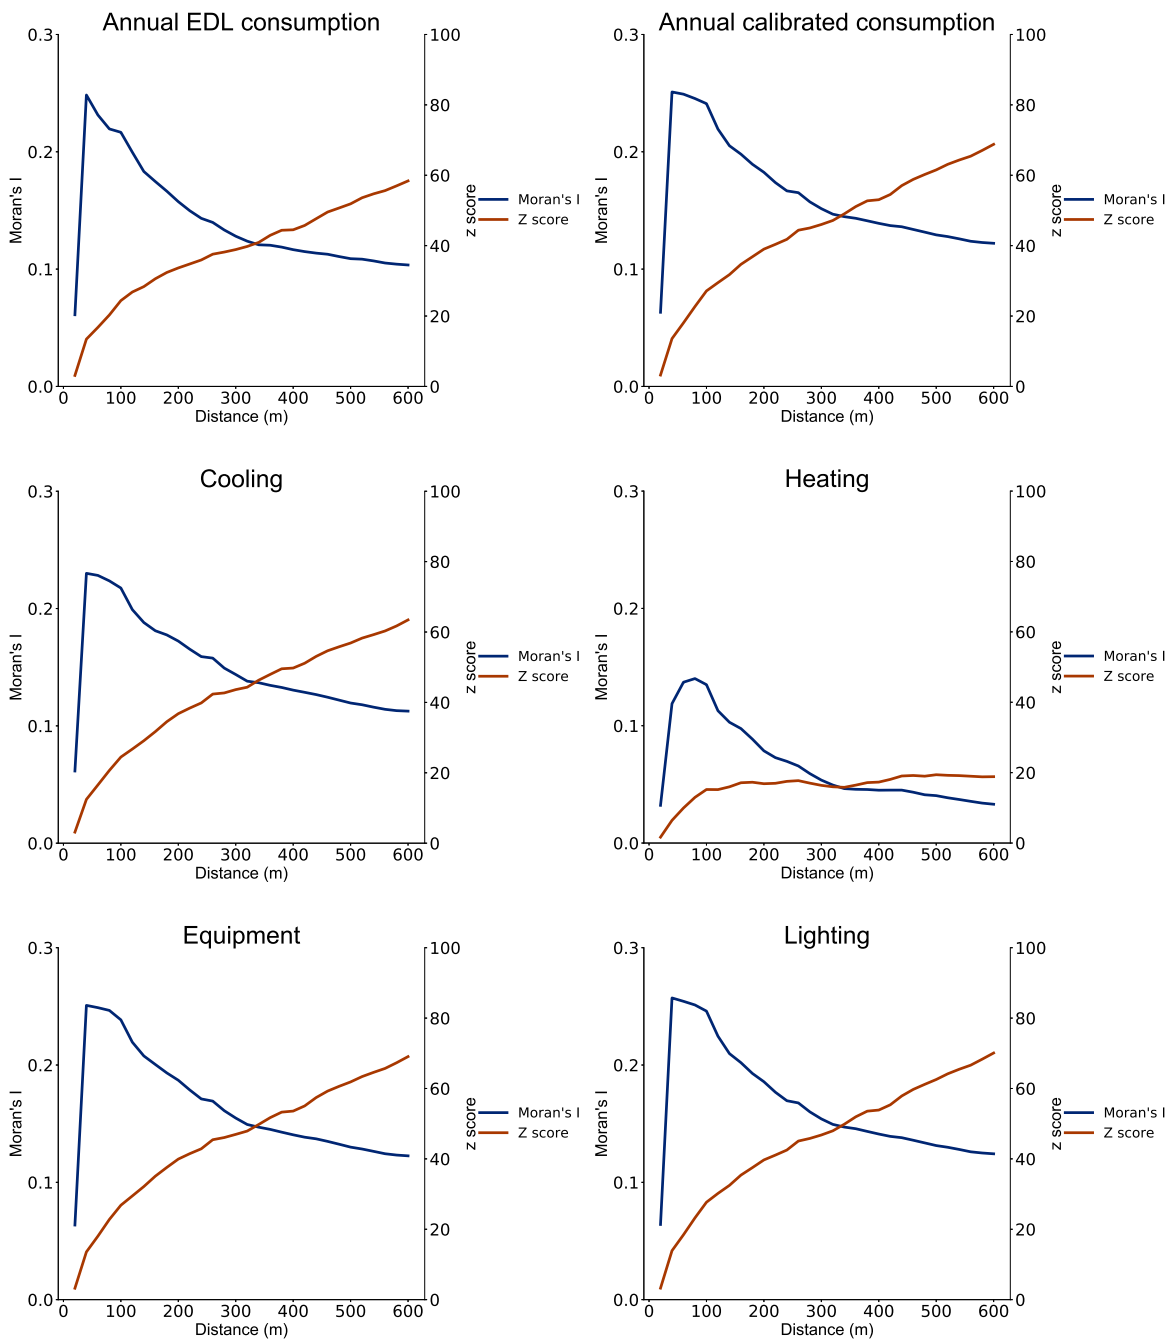 Annual EDL consumption
0.3
0.2
0.1
0.0
Moran's I
100
80
60
40
20
0
z score
Moran's I
Z score
0 100 200 300 400 500 600
Distance (m)
Annual calibrated consumption
0.3
0.2
0.1
0.0
Moran's I
100
80
60
40
20
0
z score
Moran's I
Z score
0 100 200 300 400 500 600
Distance (m)
Cooling
0.3
0.2
0.1
0.0
Moran's I
100
80
60
40
20
0
z score
Moran's I
Z score
0 100 200 300 400 500 600
Distance (m)
Heating
0.3
0.2
0.1
0.0
Moran's I
100
80
60
40
20
0
z score
Moran's I
Z score
0 100 200 300 400 500 600
Distance (m)
Equipment
0.3
0.2
0.1
0.0
Moran's I
100
80
60
40
20
0
z score
Moran's I
Z score
0 100 200 300 400 500 600
Distance (m)
Lighting
0.3
0.2
0.1
0.0
Moran's I
100
80
60
40
20
0
z score
Moran's I
Z score
0 100 200 300 400 500 600
Distance (m)